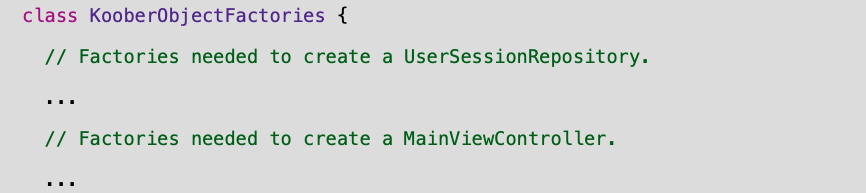 class KooberObjectFactories {
// Factories needed to create a UserSessionRepository.
...
// Factories needed to create a MainViewController.
...